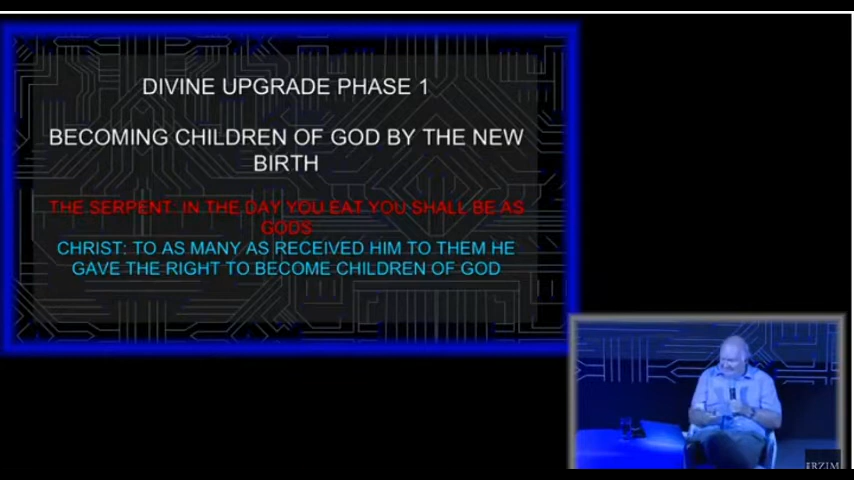 DIVINE UPGRADE PHASE 1
BECOMING CHILDREN OF GOD BY THE NEW
BIRTH
THE SERPENT: IN THE DAY YOU EAT YOU SHALL BE AS
GODS
CHRIST: TO AS MANY AS RECEIVED HIM TO THEM HE
GAVE THE RIGHT TO BECOME CHILDREN OF GOD
RZIM